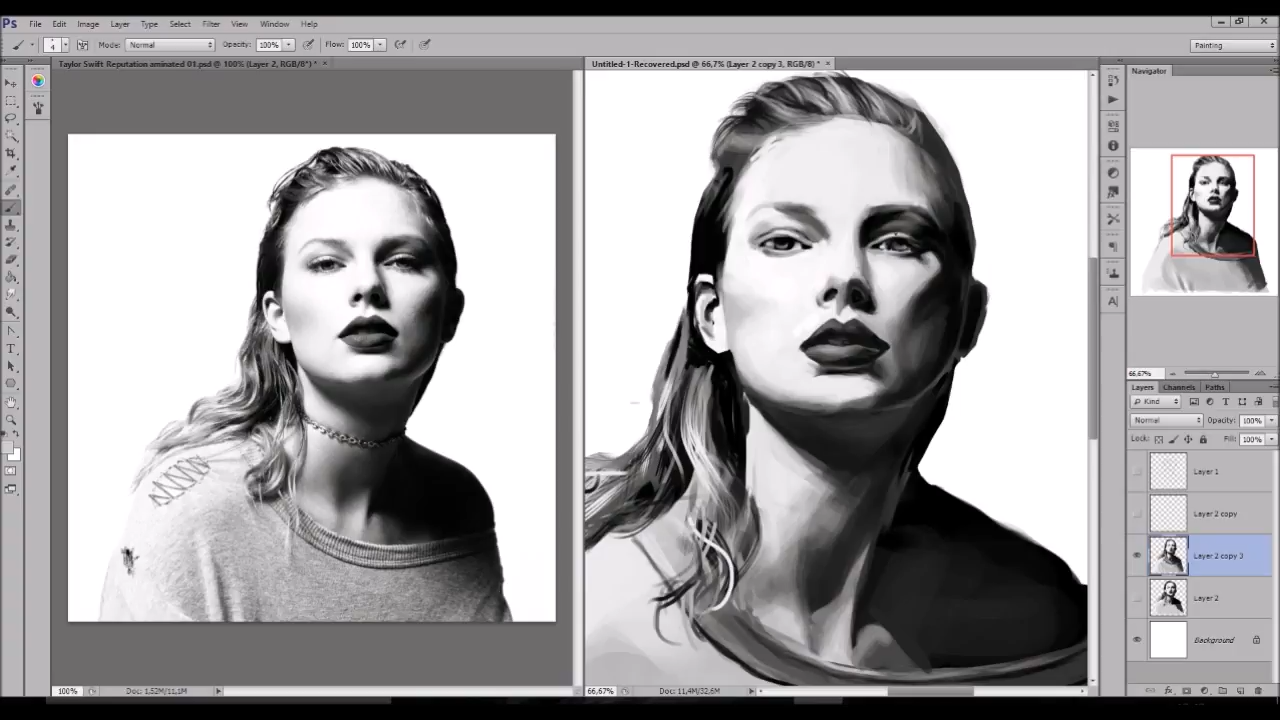 Ps File Edit Image Layer Type Select Filter View Window Help
4 Mode: Normal Opacity: 100% Flow: 100% Painting
Taylor Swift Reputation aminated 01.psd @ 100% (Layer 2, RGB/8*) * ×
Untitled-1-Recovered.psd @ 66,7% (Layer 2 copy 3, RGB/8) * ×
Navigator
66,67%
Layers Channels Paths
Kind
Normal Opacity: 100%
Lock: Fill: 100%
Layer 1
Layer 2 copy
Layer 2 copy 3
Layer 2
Background
100% Doc: 1,52M/11,1M
66,67% Doc: 11,4M/32,6M